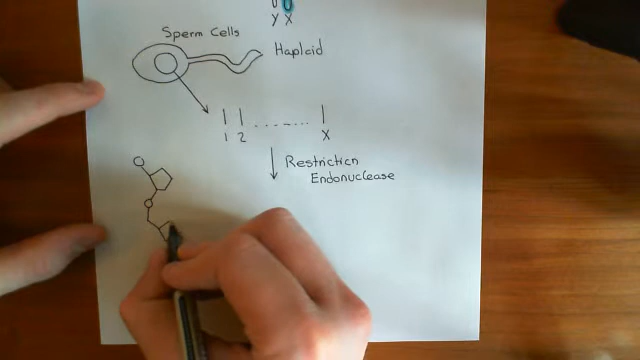 Y X
Sperm Cells
Haploid
1 2 X
Restriction
Endonuclease